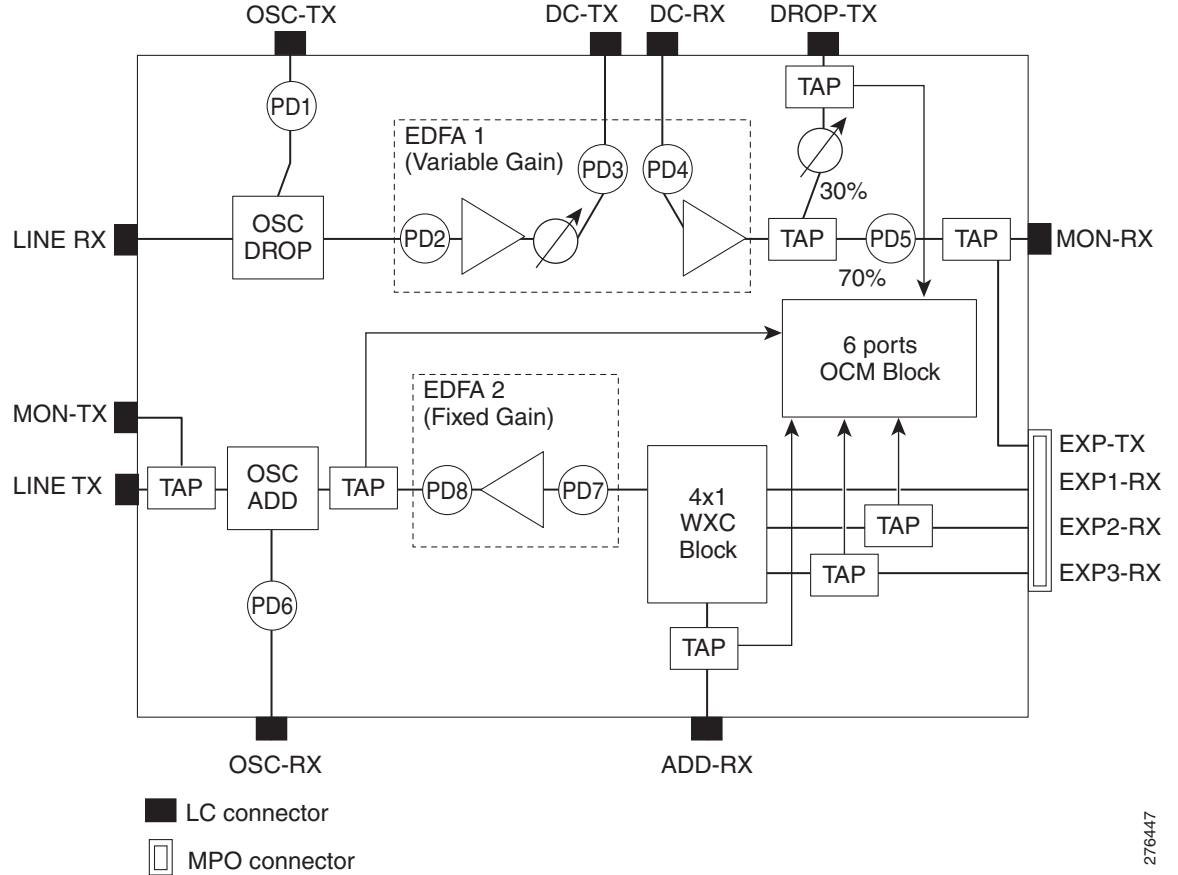 OSC-TX
DC-TX
DC-RX
DROP-TX
PD1
TAP
EDFA 1
(Variable Gain)
PD3
PD4
30%
LINE RX
OSC
DROP
PD2
TAP
PD5
TAP
MON-RX
70%
6 ports
OCM Block
MON-TX
EDFA 2
(Fixed Gain)
EXP-TX
LINE TX
TAP
OSC
ADD
TAP
PD8
PD7
4x1
WXC
Block
EXP1-RX
TAP
EXP2-RX
TAP
EXP3-RX
PD6
TAP
OSC-RX
ADD-RX
LC connector
MPO connector
276447